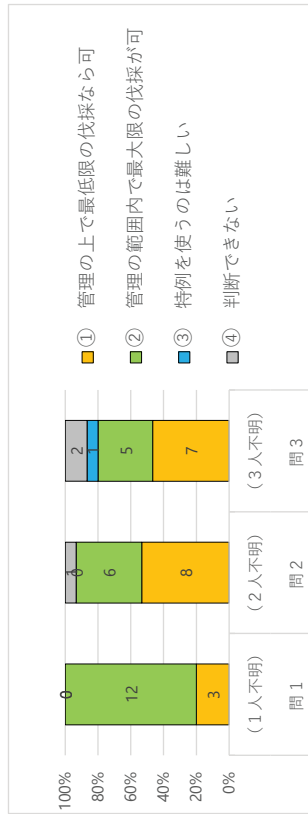 100%
80%
60%
40%
20%
0%
0
12
3
1
0
6
8
2
1
5
7
(1人不明)
(2人不明)
(3人不明)
問1
問2
問3
① 管理の上で最低限の伐採なら可
② 管理の範囲内で最大限の伐採が可
③ 特例を使うのは難しい
④ 判断できない